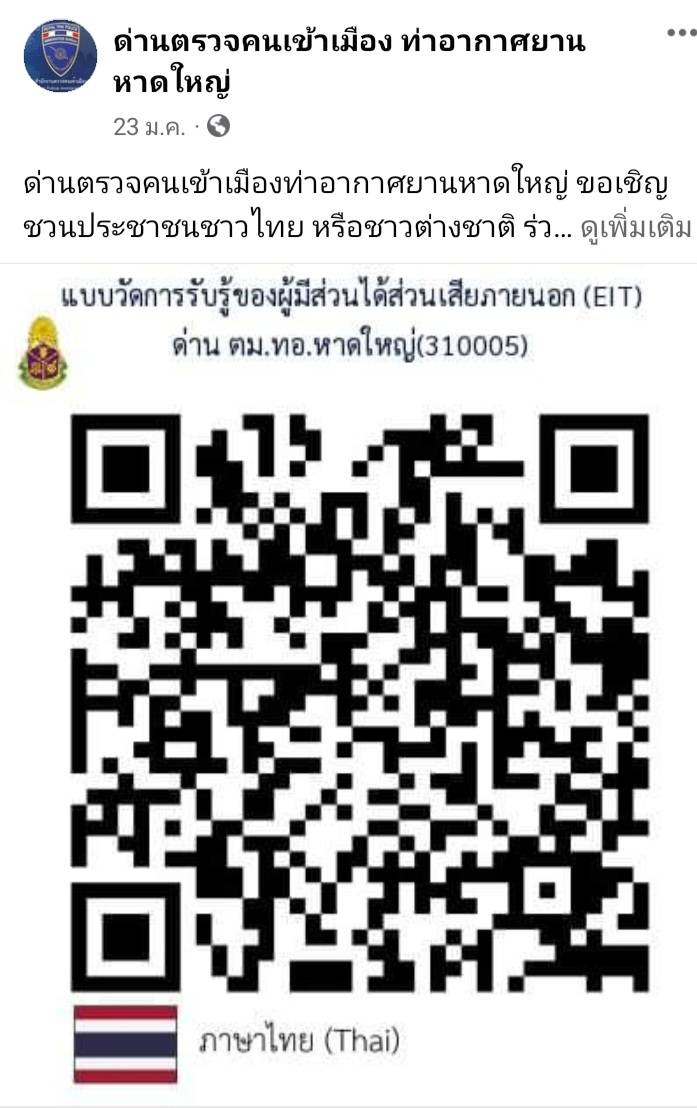 ด่านตรวจคนเข้าเมือง ท่าอากาศยาน
หาดใหญ่
23 ม.ค. ·
ด่านตรวจคนเข้าเมืองท่าอากาศยานหาดใหญ่ ขอเชิญ
ชวนประชาชนชาวไทย หรือชาวต่างชาติ ร่ว... ดูเพิ่มเติม
แบบวัดการรับรู้ของผู้มีส่วนได้ส่วนเสียภายนอก (EIT)
ด่าน ตม.ทอ.หาดใหญ่(310005)
ภาษาไทย (Thai)